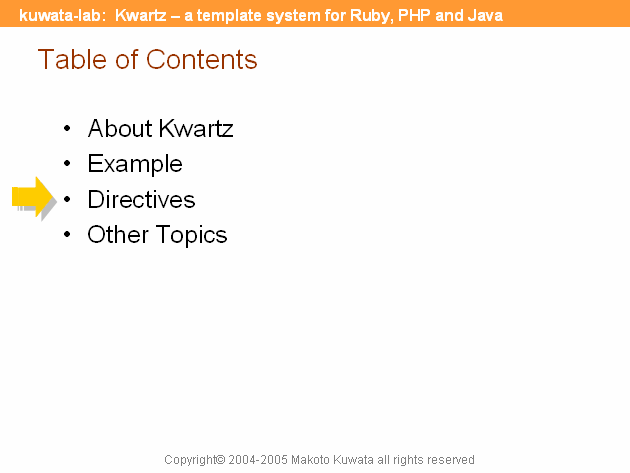 kuwata-lab: Kwartz – a template system for Ruby, PHP and Java
Table of Contents
• About Kwartz
• Example
• Directives
• Other Topics
Copyright© 2004-2005 Makoto Kuwata all rights reserved